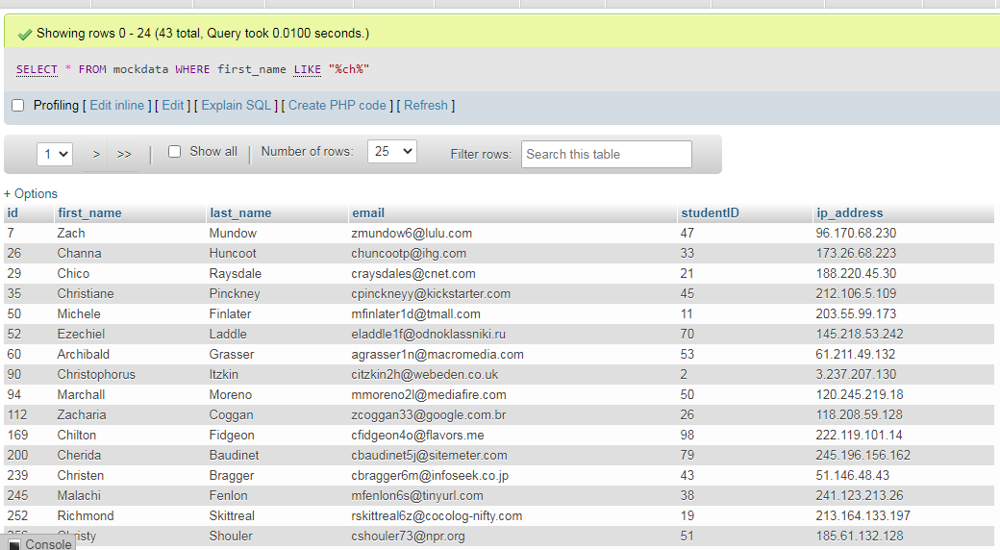 Showing rows 0 - 24 (43 total, Query took 0.0100 seconds.)
SELECT * FROM mockdata WHERE first_name LIKE "%ch%"
Profiling [ Edit inline ] [ Edit ] [ Explain SQL ] [ Create PHP code ] [ Refresh ]
1 > >> | Show all | Number of rows: 25 Filter rows: Search this table
+ Options
id first_name last_name email studentID ip_address
7 Zach Mundow zmundow6@lulu.com 47 96.170.68.230
26 Channa Huncoot chuncootp@ihg.com 33 173.26.68.223
29 Chico Raysdale craysdales@cnet.com 21 188.220.45.30
35 Christiane Pinckney cpinckneyy@kickstarter.com 45 212.106.5.109
50 Michele Finlater mfinlater1d@tmall.com 11 203.55.99.173
52 Ezechiel Laddle eladdle1f@odnoklassniki.ru 70 145.218.53.242
60 Archibald Grasser agrasser1n@macromedia.com 53 61.211.49.132
90 Christophorus Itzkin citzkin2h@webeden.co.uk 2 3.237.207.130
94 Marchall Moreno mmoreno2l@mediafire.com 50 120.245.219.18
112 Zacharia Coggan zcoggan33@google.com.br 26 118.208.59.128
169 Chilton Fidgeon cfidgeon4o@flavors.me 98 222.119.101.14
200 Cherida Baudinet cbaudinet5j@sitemeter.com 79 245.196.156.162
239 Christen Bragger cbragger6m@infoseek.co.jp 43 51.146.48.43
245 Malachi Fenlon mfenlon6s@tinyurl.com 38 241.123.213.26
252 Richmond Skittreal rskittreal6z@cocolog-nifty.com 19 213.164.133.197
Shouler cshouler73@npr.org 51 185.61.132.128
Console